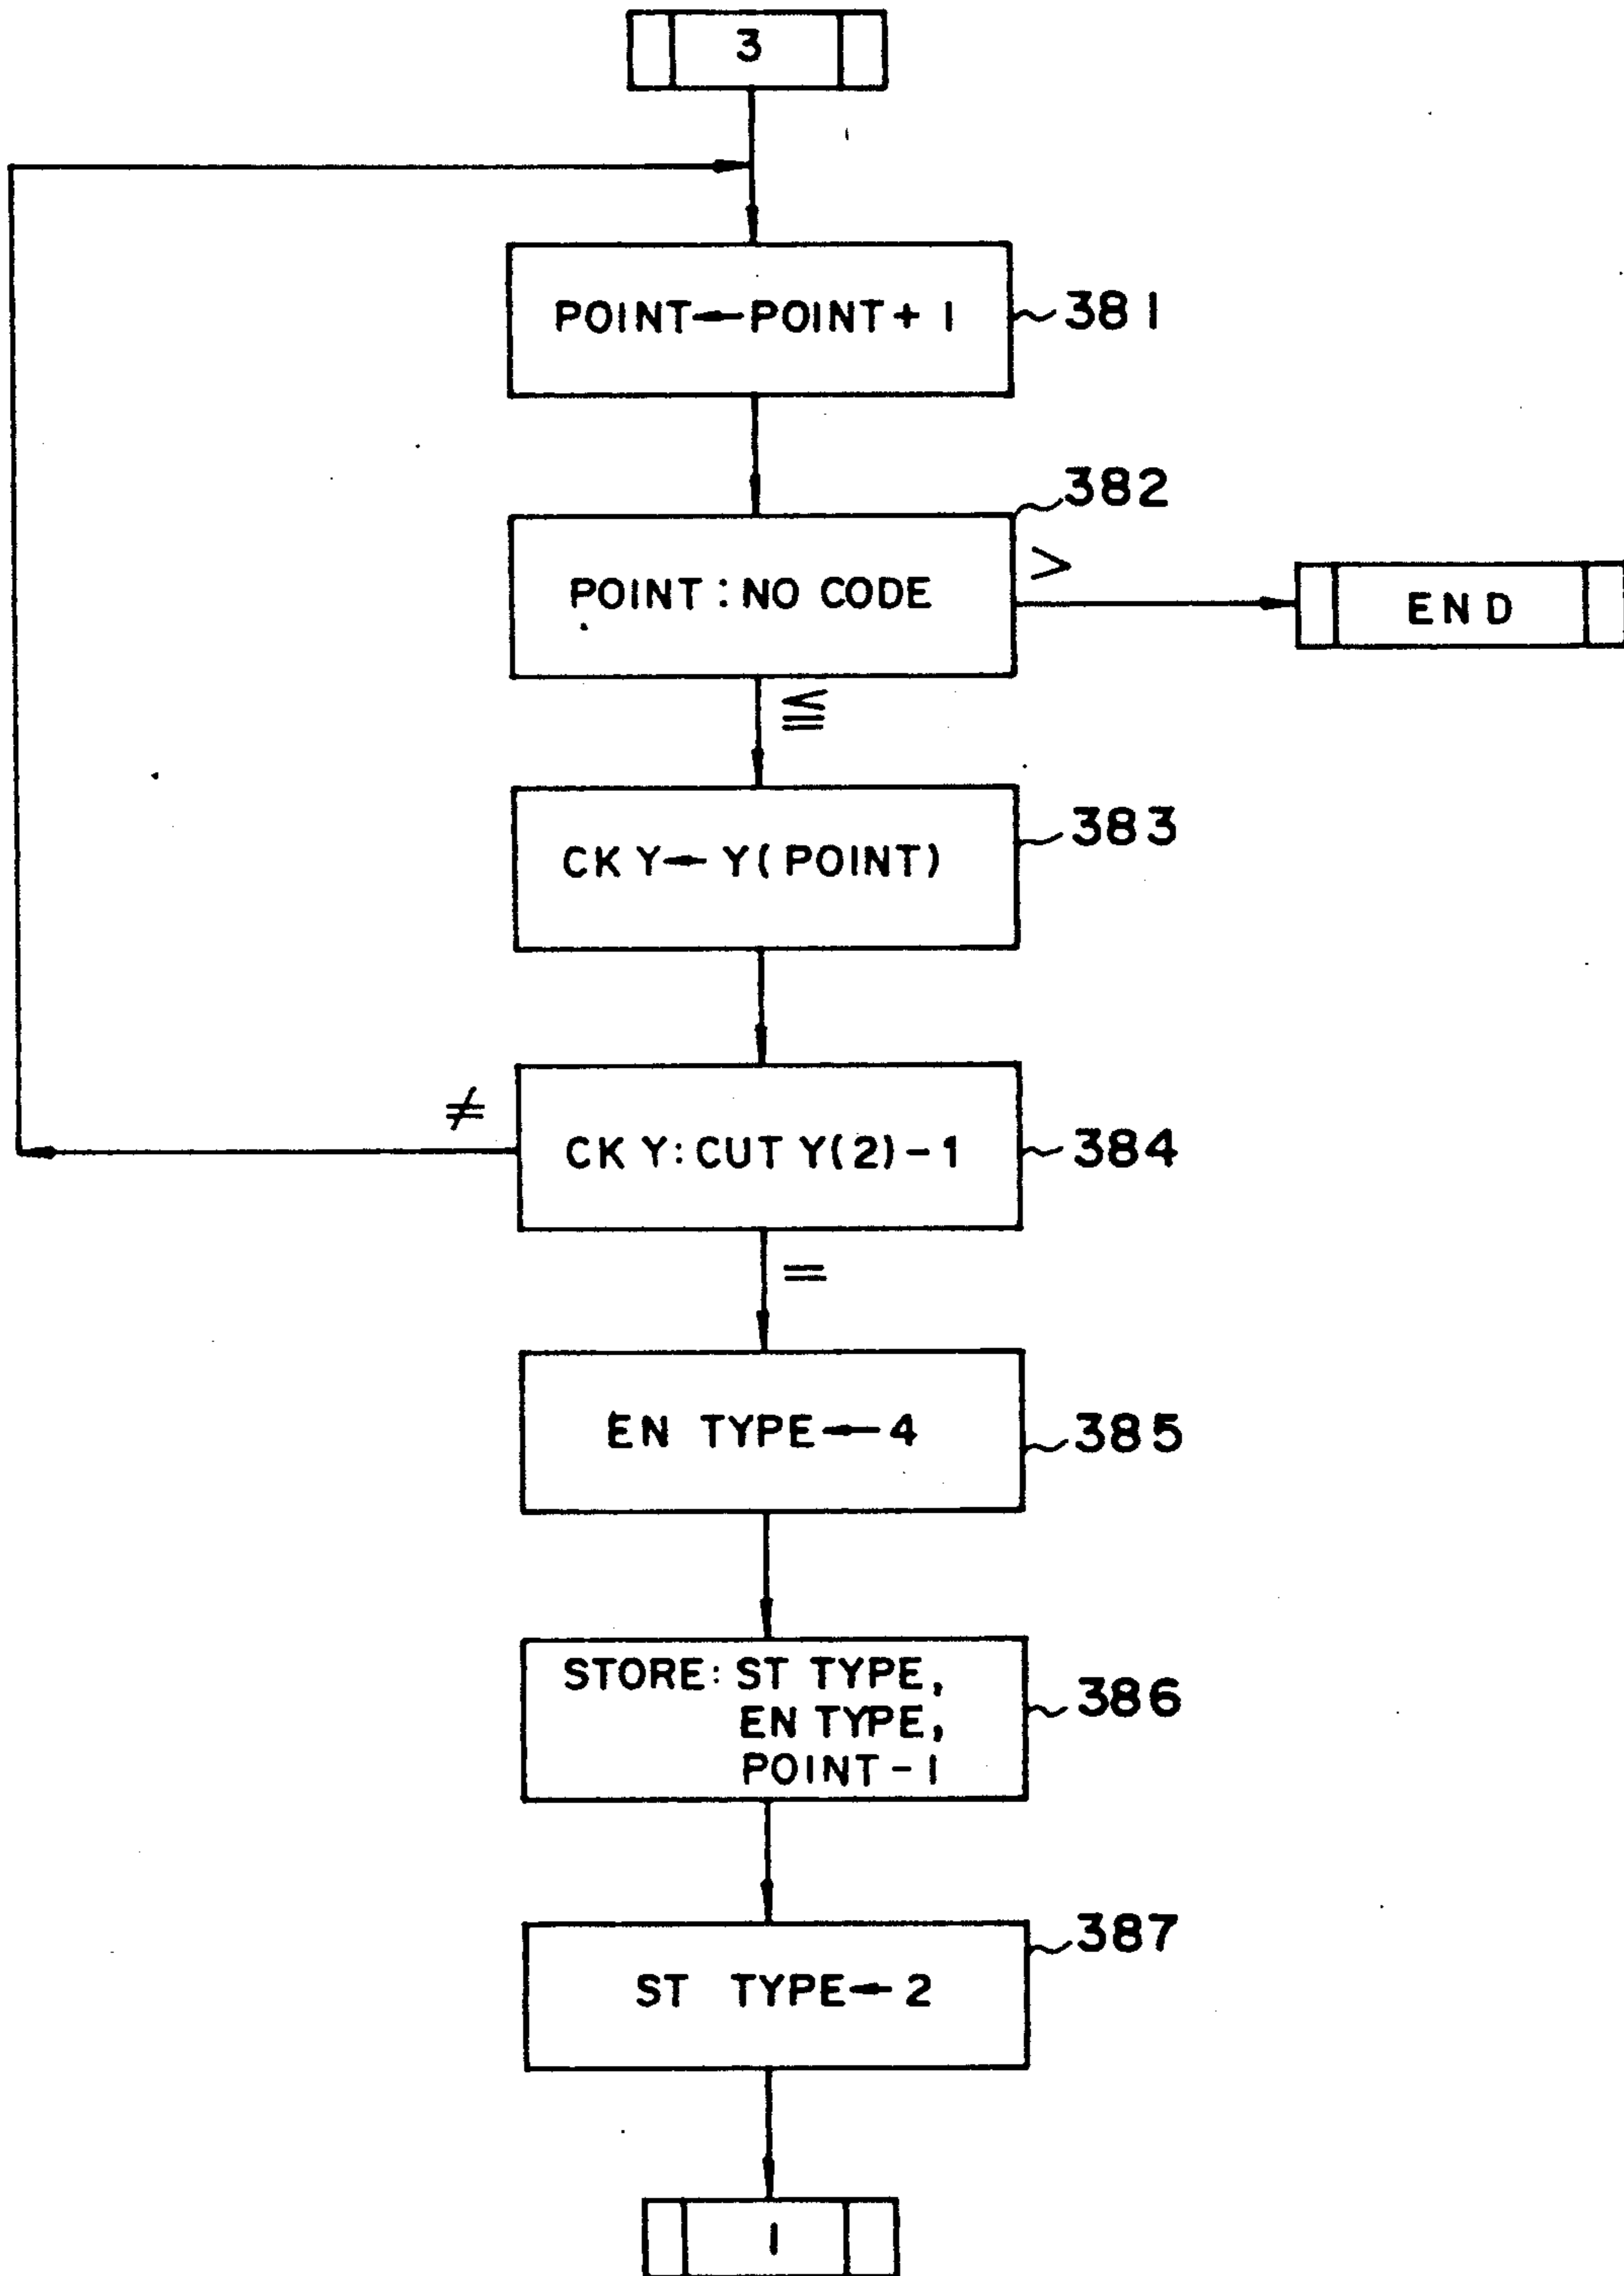 3
POINT←POINT+1
381
382
POINT:NO CODE
>
END
≦
CK Y←Y(POINT)
383
≠
CK Y:CUT Y(2)-1
384
=
EN TYPE←4
385
STORE: ST TYPE,
EN TYPE,
POINT-1
386
387
ST TYPE←2
1